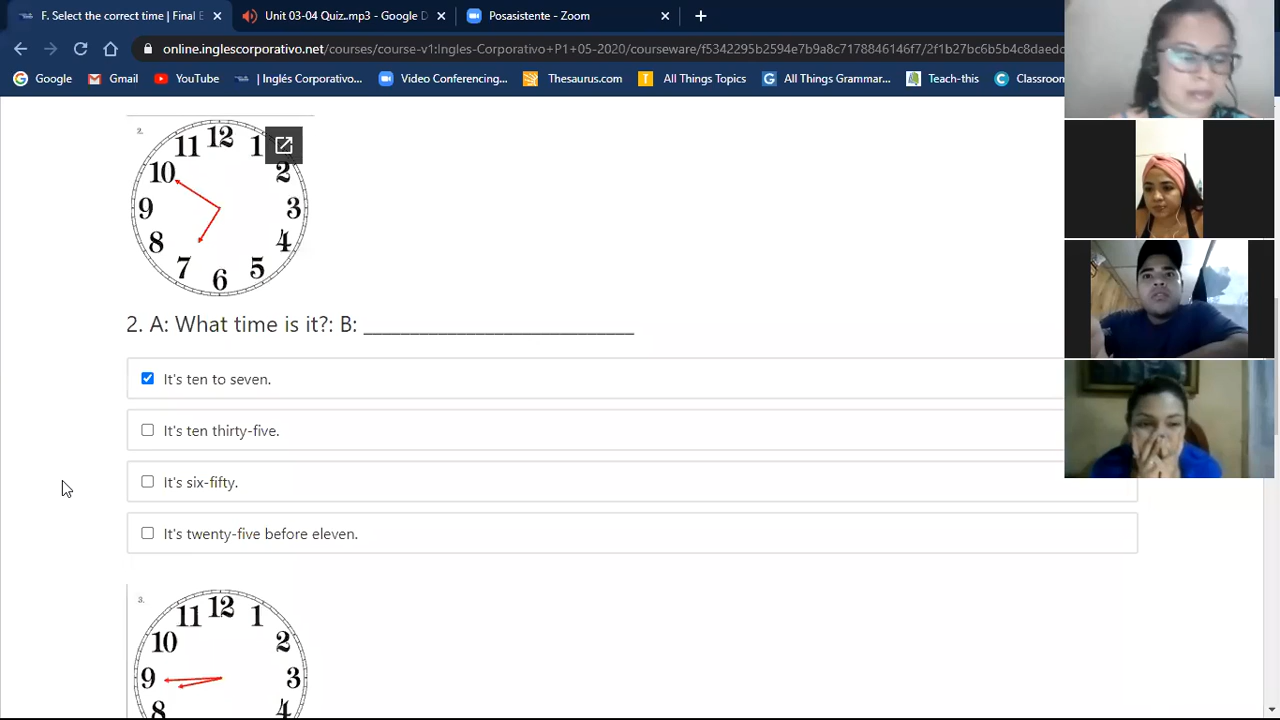 F. Select the correct time | Final E
Unit 03-04 Quiz..mp3 - Google D
Posasistente - Zoom
online.inglescorporativo.net/courses/course-v1:Ingles-Corporativo+P1+05-2020/courseware/f5342295b2594e7b9a8c7178846146f7/2f1b27bc6b5b4c8daedc
Google
Gmail
YouTube
| Inglés Corporativo...
Video Conferencing...
Thesaurus.com
All Things Topics
All Things Grammar...
Teach-this
Classroom
2.
11 12 1
10 2
9 3
8 4
7 6 5
2. A: What time is it?: B: ___________________________
It's ten to seven.
It's ten thirty-five.
It's six-fifty.
It's twenty-five before eleven.
3.
11 12 1
10 2
9 3
8 4